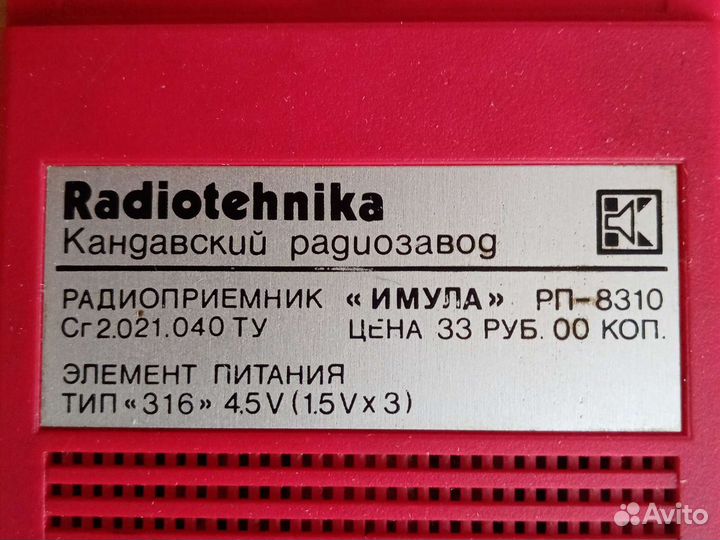 Radiotehnika
Кандавский радиозавод
РАДИОПРИЕМНИК «ИМУЛА» РП-8310
Сг2.021.040 ТУ ЦЕНА 33 РУБ. 00 КОП.
ЭЛЕМЕНТ ПИТАНИЯ
ТИП «316» 4,5V (1.5V x 3)
Avito